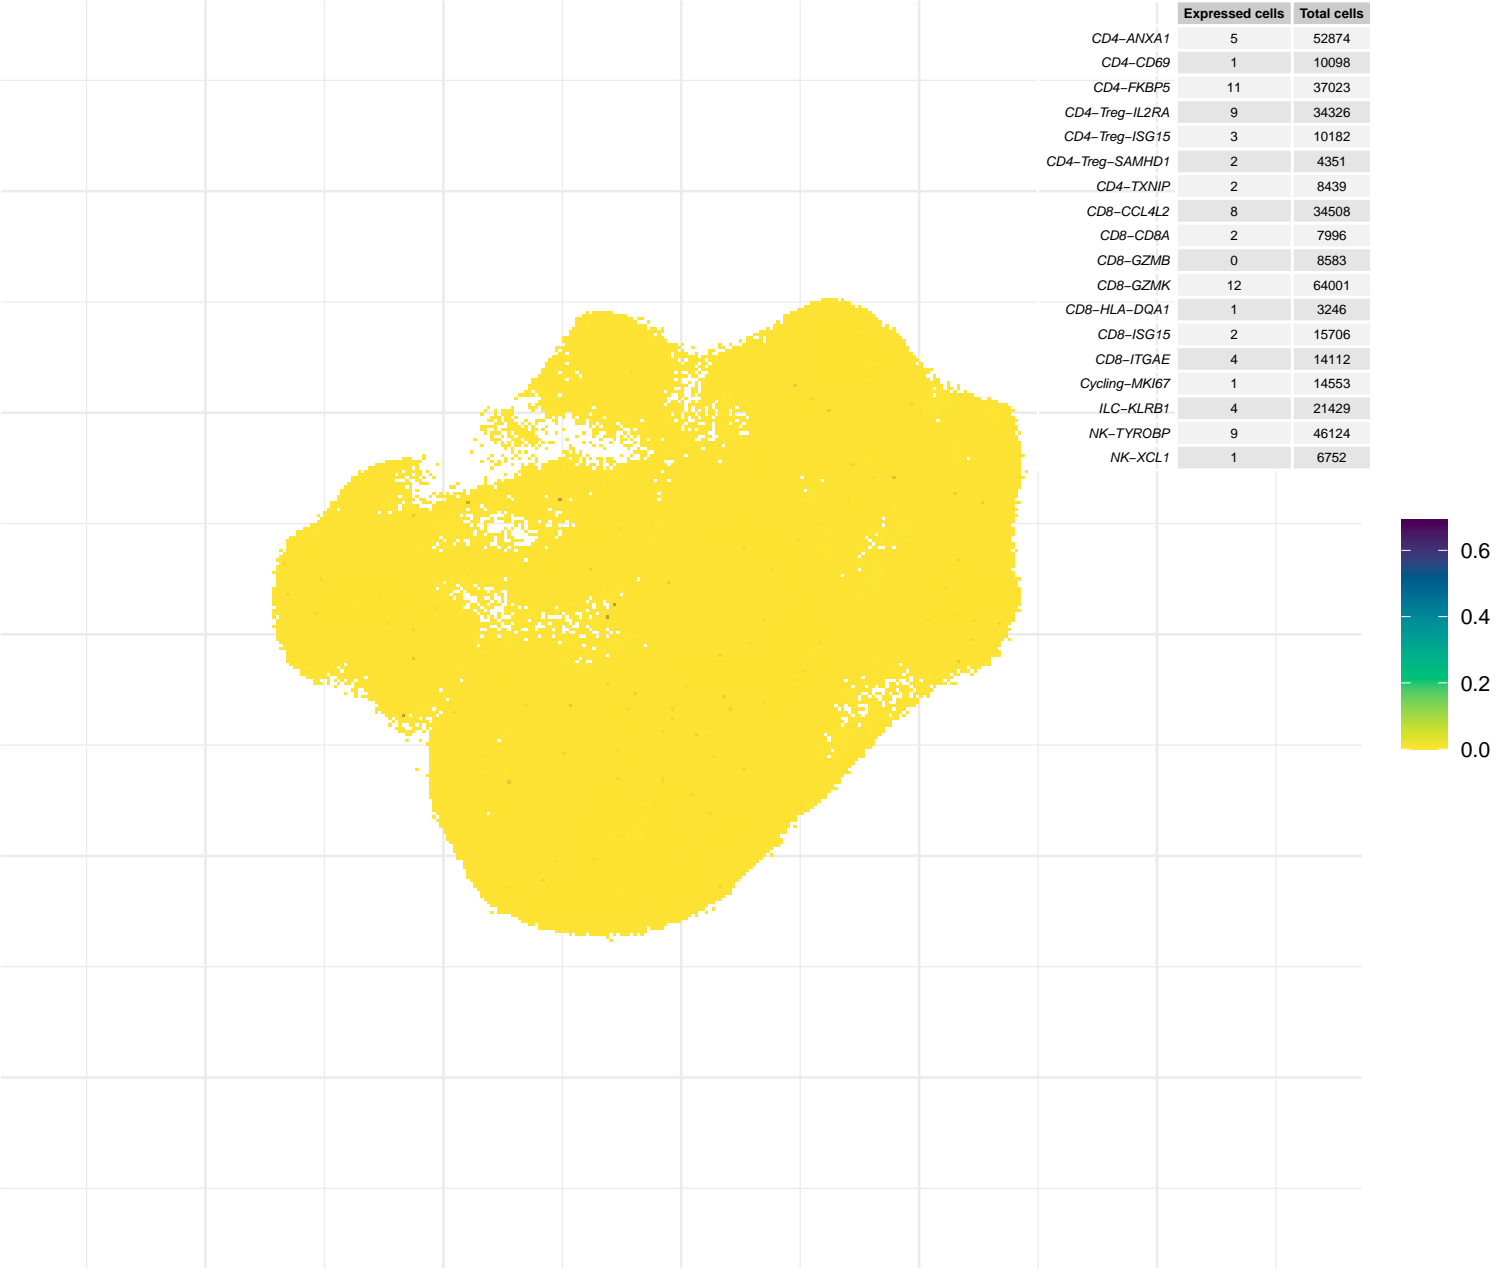 Expressed cells Total cells
CD4−ANXA1 5 52874
CD4−CD69 1 10098
CD4−FKBP5 11 37023
CD4−Treg−IL2RA 9 34326
CD4−Treg−ISG15 3 10182
CD4−Treg−SAMHD1 2 4351
CD4−TXNIP 2 8439
CD8−CCL4L2 8 34508
CD8−CD8A 2 7996
CD8−GZMB 0 8583
CD8−GZMK 12 64001
CD8−HLA−DQA1 1 3246
CD8−ISG15 2 15706
CD8−ITGAE 4 14112
Cycling−MKI67 1 14553
ILC−KLRB1 4 21429
NK−TYROBP 9 46124
NK−XCL1 1 6752
0.6
0.4
0.2
0.0